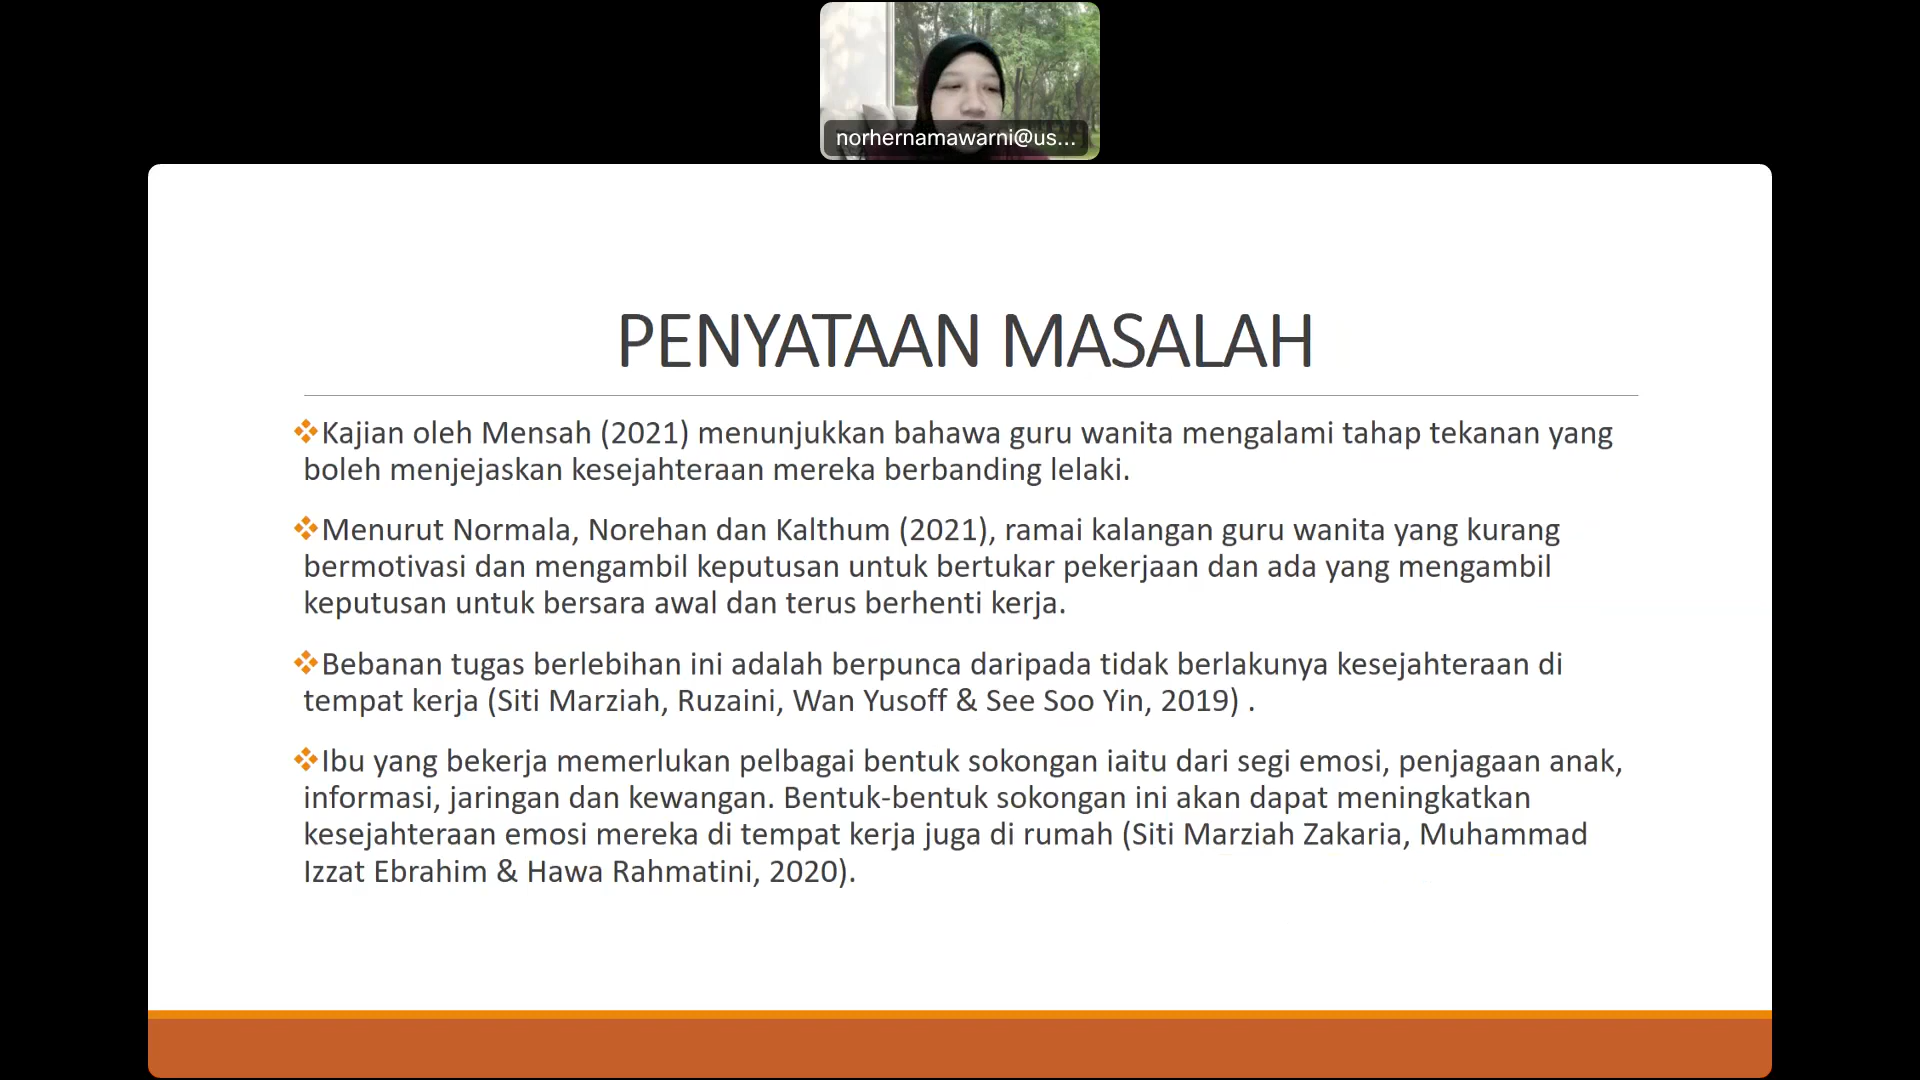 norhernamawarni@us...
PENYATAAN MASALAH
❖Kajian oleh Mensah (2021) menunjukkan bahawa guru wanita mengalami tahap tekanan yang
boleh menjejaskan kesejahteraan mereka berbanding lelaki.
❖Menurut Normala, Norehan dan Kalthum (2021), ramai kalangan guru wanita yang kurang
bermotivasi dan mengambil keputusan untuk bertukar pekerjaan dan ada yang mengambil
keputusan untuk bersara awal dan terus berhenti kerja.
❖Bebanan tugas berlebihan ini adalah berpunca daripada tidak berlakunya kesejahteraan di
tempat kerja (Siti Marziah, Ruzaini, Wan Yusoff & See Soo Yin, 2019) .
❖Ibu yang bekerja memerlukan pelbagai bentuk sokongan iaitu dari segi emosi, penjagaan anak,
informasi, jaringan dan kewangan. Bentuk-bentuk sokongan ini akan dapat meningkatkan
kesejahteraan emosi mereka di tempat kerja juga di rumah (Siti Marziah Zakaria, Muhammad
Izzat Ebrahim & Hawa Rahmatini, 2020).